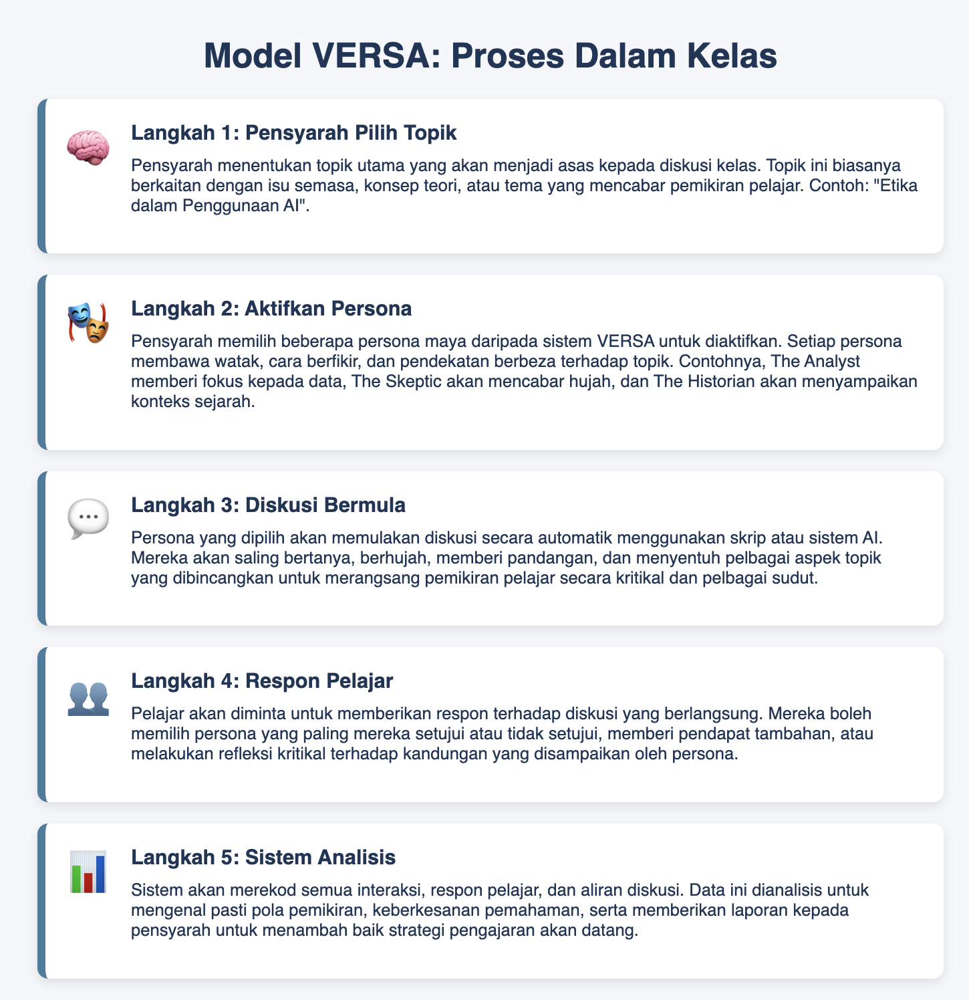 Model VERSA: Proses Dalam Kelas
Langkah 1: Pensyarah Pilih Topik
Pensyarah menentukan topik utama yang akan menjadi asas kepada diskusi kelas. Topik ini biasanya
berkaitan dengan isu semasa, konsep teori, atau tema yang mencabar pemikiran pelajar. Contoh: "Etika
dalam Penggunaan AI".
Langkah 2: Aktifkan Persona
Pensyarah memilih beberapa persona maya daripada sistem VERSA untuk diaktifkan. Setiap persona
membawa watak, cara berfikir, dan pendekatan berbeza terhadap topik. Contohnya, The Analyst
memberi fokus kepada data, The Skeptic akan mencabar hujah, dan The Historian akan menyampaikan
konteks sejarah.
Langkah 3: Diskusi Bermula
Persona yang dipilih akan memulakan diskusi secara automatik menggunakan skrip atau sistem AI.
Mereka akan saling bertanya, berhujah, memberi pandangan, dan menyentuh pelbagai aspek topik
yang dibincangkan untuk merangsang pemikiran pelajar secara kritikal dan pelbagai sudut.
Langkah 4: Respon Pelajar
Pelajar akan diminta untuk memberikan respon terhadap diskusi yang berlangsung. Mereka boleh
memilih persona yang paling mereka setujui atau tidak setujui, memberi pendapat tambahan, atau
melakukan refleksi kritikal terhadap kandungan yang disampaikan oleh persona.
Langkah 5: Sistem Analisis
Sistem akan merekod semua interaksi, respon pelajar, dan aliran diskusi. Data ini dianalisis untuk
mengenal pasti pola pemikiran, keberkesanan pemahaman, serta memberikan laporan kepada
pensyarah untuk menambah baik strategi pengajaran akan datang.